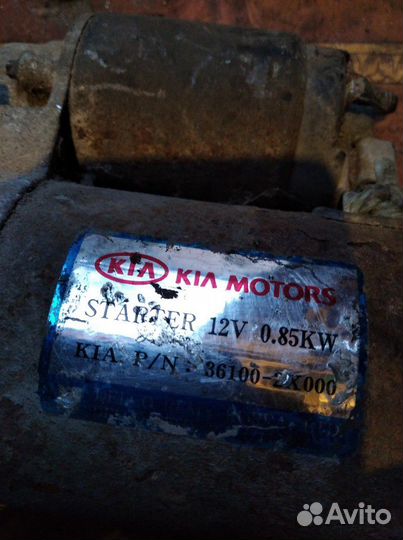 KIA KIA MOTORS
STARTER 12V 0.85KW
KIA P/N : 36100-2X000
Avito